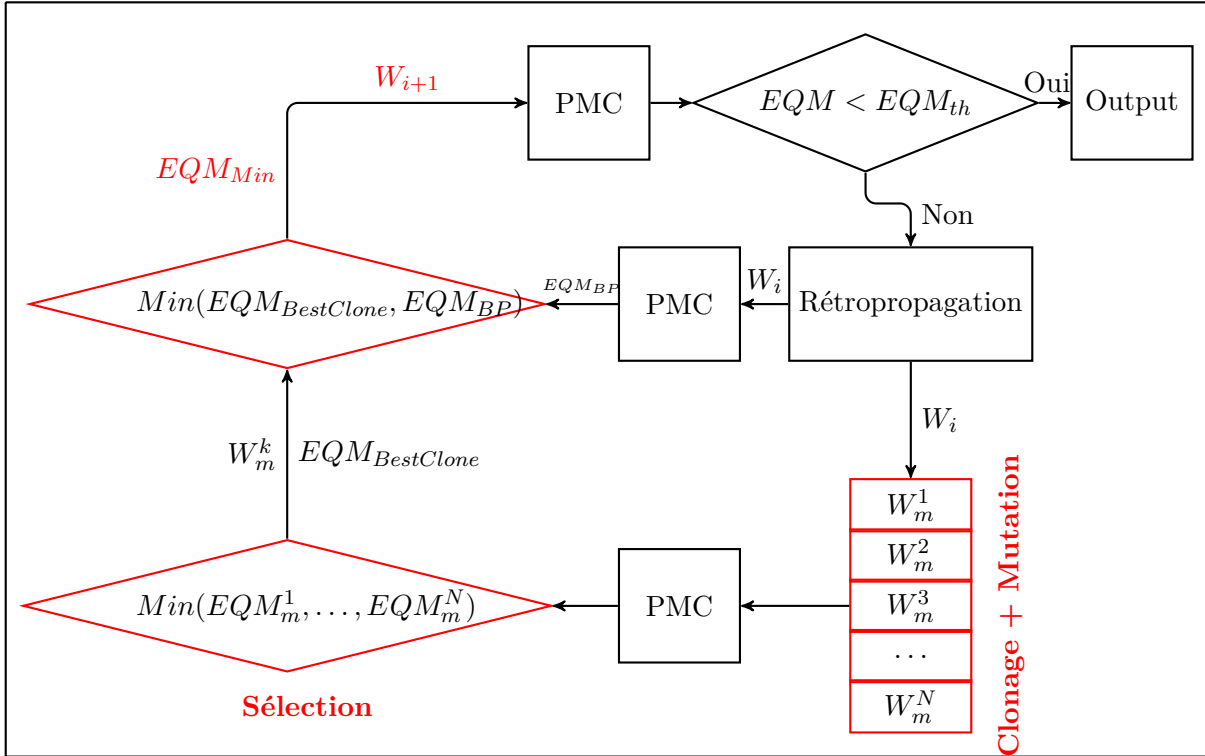 $W_{i+1}$
PMC
$EQM < EQM_{th}$
Oui
Output
$EQM_{Min}$
Non
$Min(EQM_{BestClone}, EQM_{BP})$
$EQM_{BP}$
PMC
$W_i$
Rétropropagation
$W_m^k$
$EQM_{BestClone}$
$W_i$
$W_m^1$
$W_m^2$
$W_m^3$
$\ldots$
$W_m^N$
Clonage + Mutation
$Min(EQM_m^1, \ldots, EQM_m^N)$
PMC
Sélection